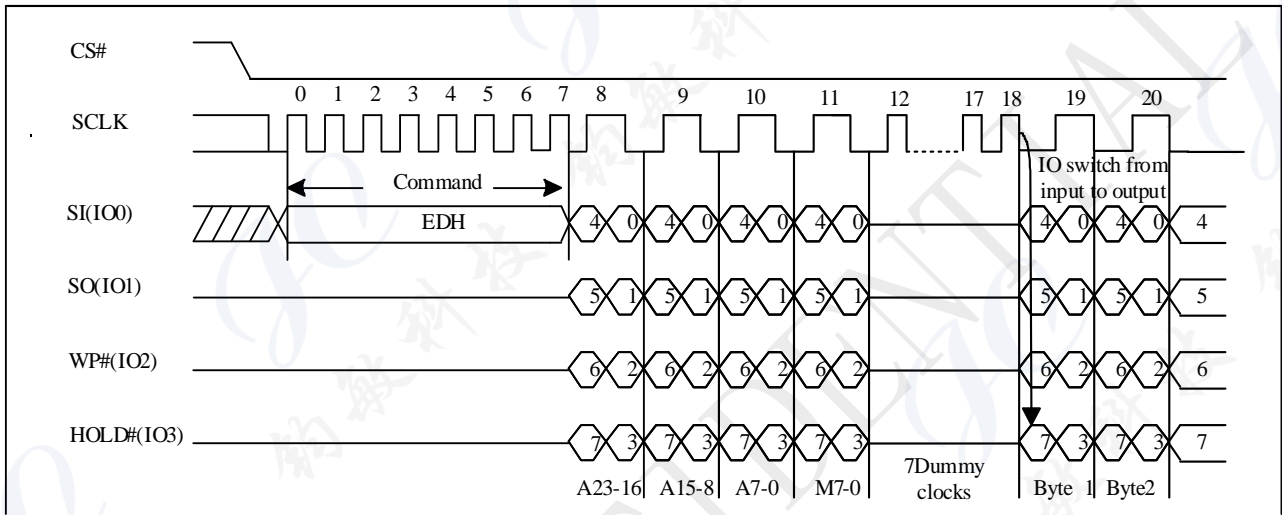 CS#
0 1 2 3 4 5 6 7 8 9 10 11 12 17 18 19 20
SCLK
IO switch from
input to output
Command
SI(IO0) EDH 4 0 4 0 4 0 4 0 4 0 4 0 4
SO(IO1) 5 1 5 1 5 1 5 1 5 1 5 1 5
WP#(IO2) 6 2 6 2 6 2 6 2 6 2 6 2 6
HOLD#(IO3) 7 3 7 3 7 3 7 3 7 3 7 3 7
A23-16 A15-8 A7-0 M7-0 7Dummy
clocks Byte 1 Byte2